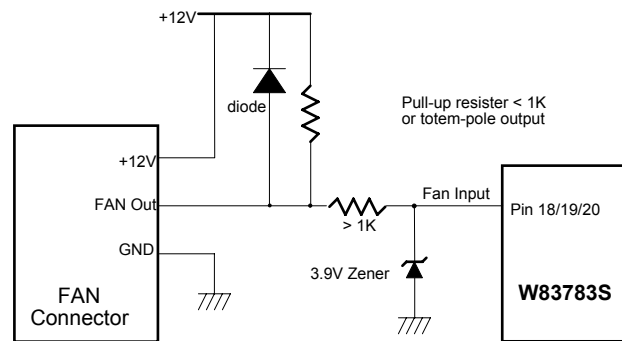 +12V
diode
Pull-up resister < 1K
or totem-pole output
+12V
FAN Out
> 1K
Fan Input
Pin 18/19/20
GND
3.9V Zener
W83783S
FAN
Connector